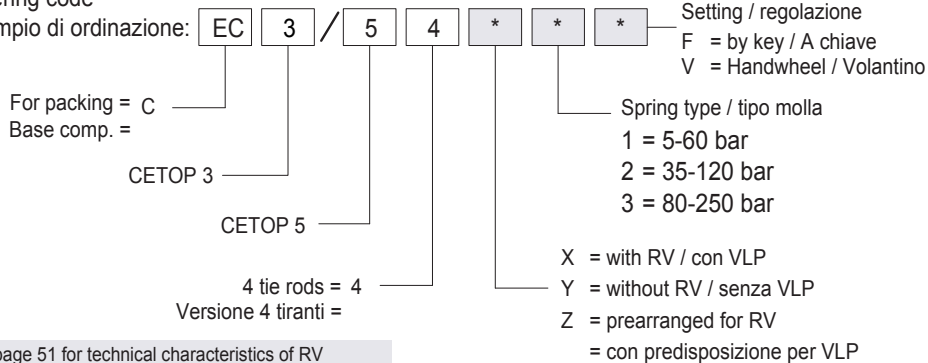 code
di ordinazione: EC 3 / 5 4 * * *
Setting / regolazione
F = by key / A chiave
V = Handwheel / Volantino
For packing = C
Base comp. =
Spring type / tipo molla
1 = 5-60 bar
2 = 35-120 bar
3 = 80-250 bar
CETOP 3
CETOP 5
X = with RV / con VLP
4 tie rods = 4
Y = without RV / senza VLP
Versione 4 tiranti =
Z = prearranged for RV
= con predisposizione per VLP
page 51 for technical characteristics of RV